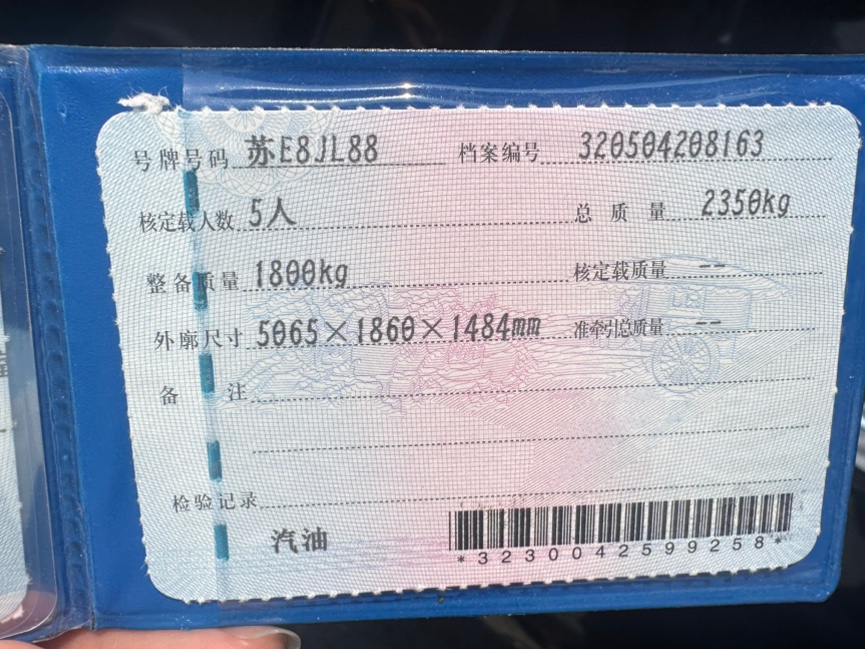 号牌号码 苏E8JL88 档案编号 320504208163
核定载人数 5人 总质量 2350kg
整备质量 1800kg 核定载质量 --
外廓尺寸 5065×1860×1484mm 准牵引总质量 --
备注
检验记录
汽油
*3230042599258*